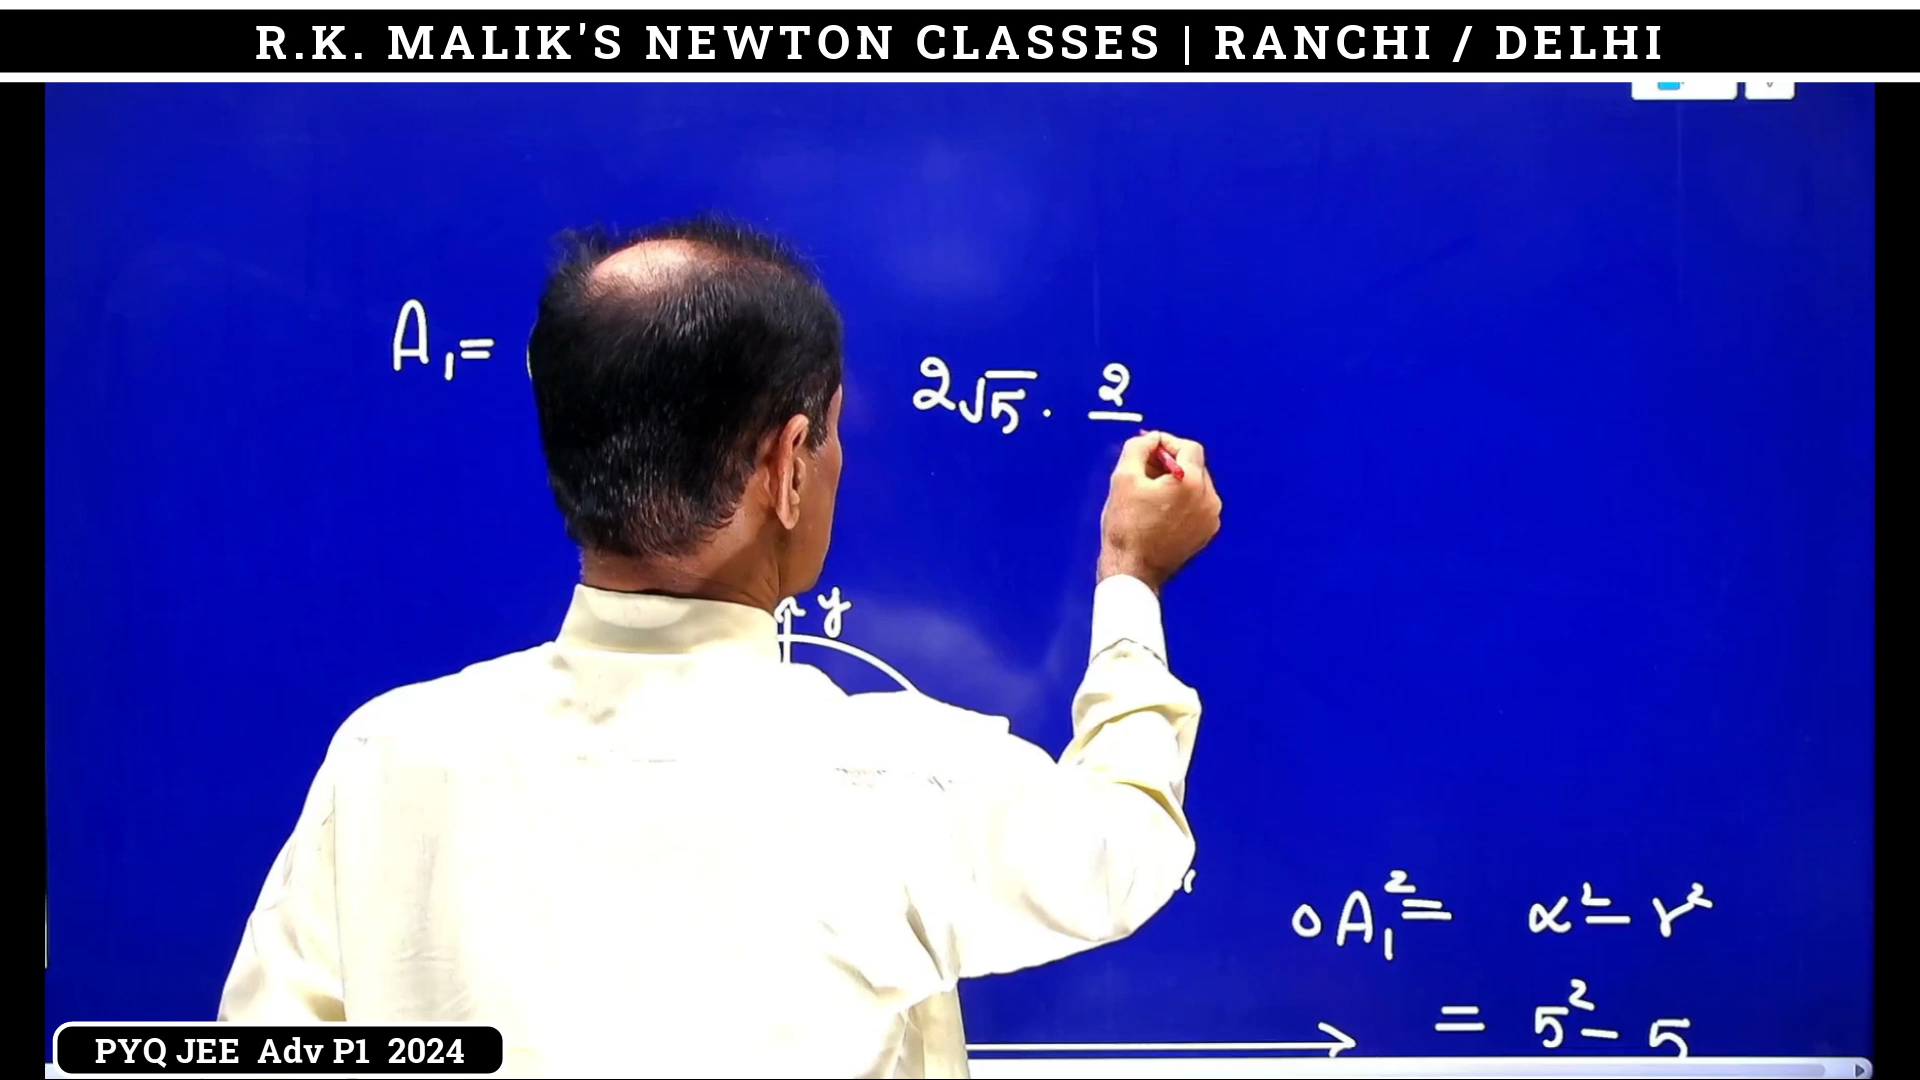 R.K. MALIK'S NEWTON CLASSES | RANCHI / DELHI
A₁ =
2√5 . 2
y
OA₁² = α² - r²
= 5² - 5
PYQ JEE Adv P1 2024